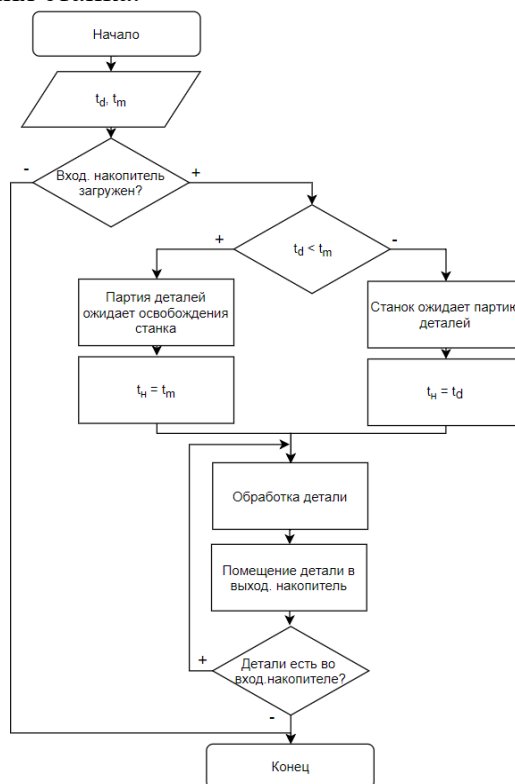 Начало
t_d, t_m
-
Вход. накопитель
загружен?
+
+
t_d < t_m
-
Партия деталей
ожидает освобождения
станка
Станок ожидает партию
деталей
t_н = t_m
t_н = t_d
Обработка детали
Помещение детали в
выход. накопитель
+
Детали есть во
вход.накопителе?
-
Конец